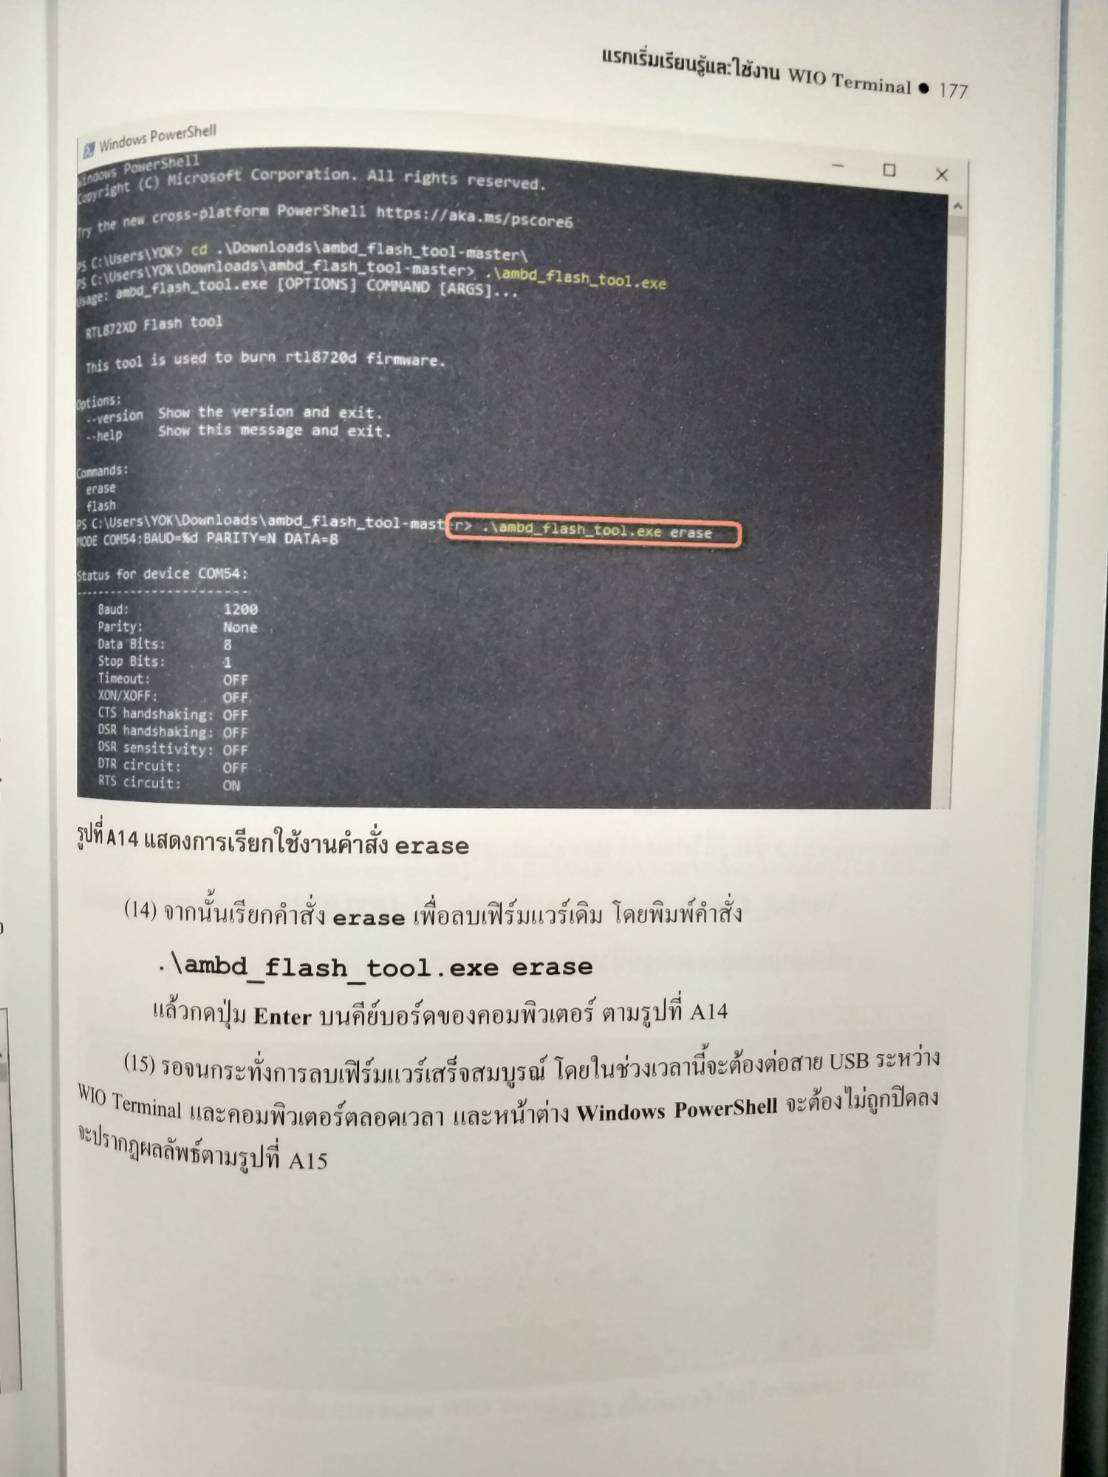 แรกเริ่มเรียนรู้และใช้งาน WIO Terminal ● 177
Windows PowerShell
Windows PowerShell
Copyright (C) Microsoft Corporation. All rights reserved.
Try the new cross-platform PowerShell https://aka.ms/pscore6
PS C:\Users\YOK> cd .\Downloads\ambd_flash_tool-master\
PS C:\Users\YOK\Downloads\ambd_flash_tool-master> .\ambd_flash_tool.exe
Usage: ambd_flash_tool.exe [OPTIONS] COMMAND [ARGS]...
RTL872XD Flash tool
This tool is used to burn rtl8720d firmware.
Options:
--version Show the version and exit.
--help Show this message and exit.
Commands:
erase
flash
PS C:\Users\YOK\Downloads\ambd_flash_tool-master> .\ambd_flash_tool.exe erase
MODE COM54:BAUD=%d PARITY=N DATA=8
Status for device COM54:
------------------------
Baud: 1200
Parity: None
Data Bits: 8
Stop Bits: 1
Timeout: OFF
XON/XOFF: OFF
CTS handshaking: OFF
DSR handshaking: OFF
DSR sensitivity: OFF
DTR circuit: OFF
RTS circuit: ON
รูปที่ A14 แสดงการเรียกใช้งานคำสั่ง erase
(14) จากนั้นเรียกคำสั่ง erase เพื่อลบเฟิร์มแวร์เดิม โดยพิมพ์คำสั่ง
.\ambd_flash_tool.exe erase
แล้วกดปุ่ม Enter บนคีย์บอร์ดของคอมพิวเตอร์ ตามรูปที่ A14
(15) รอจนกระทั่งการลบเฟิร์มแวร์เสร็จสมบูรณ์ โดยในช่วงเวลานี้จะต้องต่อสาย USB ระหว่าง
WIO Terminal และคอมพิวเตอร์ตลอดเวลา และหน้าต่าง Windows PowerShell จะต้องไม่ถูกปิดลง
จะปรากฏผลลัพธ์ตามรูปที่ A15